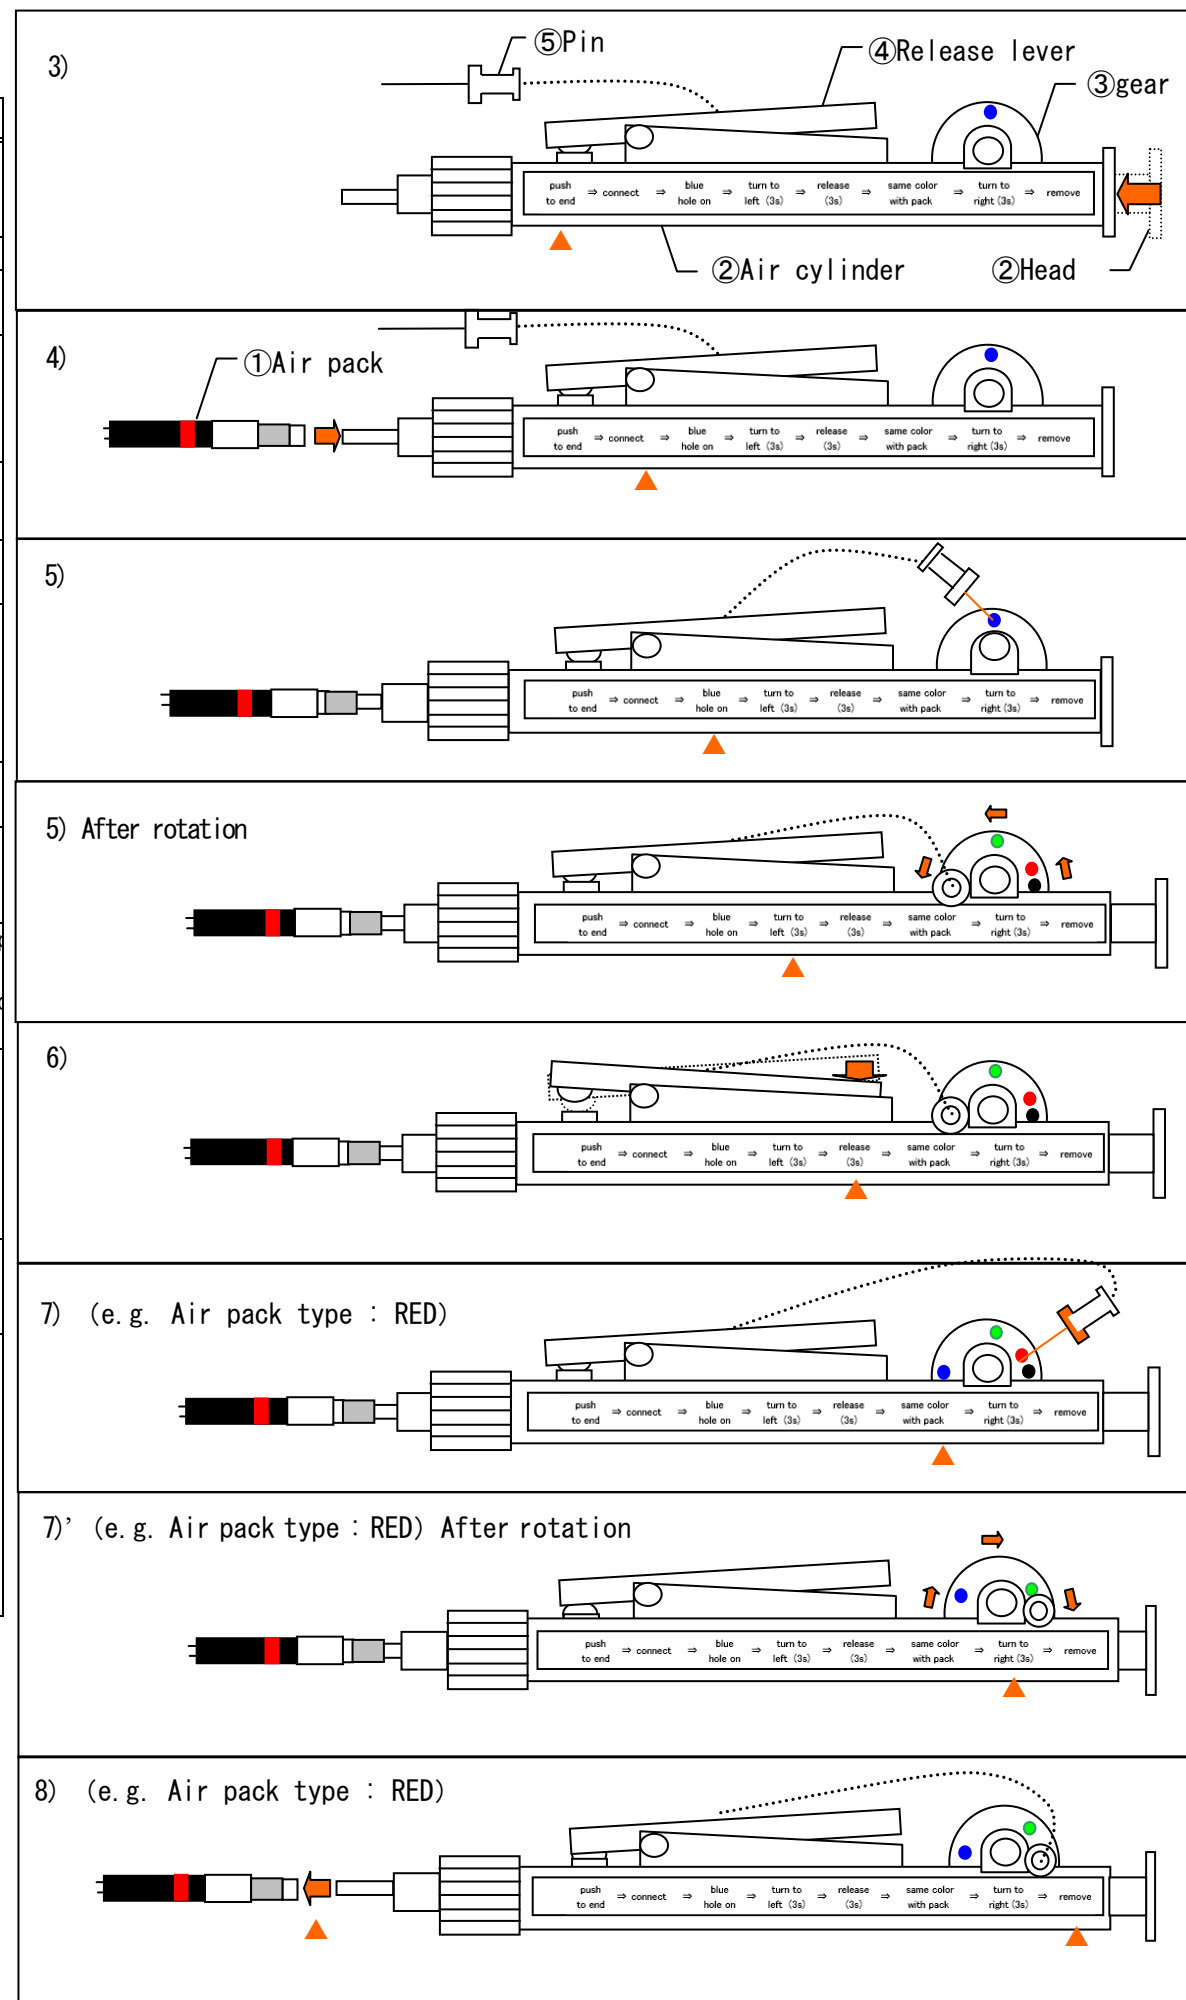 3)
⑤Pin
④Release lever
③gear
push to end ⇒ connect ⇒ blue hole on ⇒ turn to left (3s) ⇒ release (3s) ⇒ same color with pack ⇒ turn to right (3s) ⇒ remove
②Air cylinder
②Head
4)
①Air pack
push to end ⇒ connect ⇒ blue hole on ⇒ turn to left (3s) ⇒ release (3s) ⇒ same color with pack ⇒ turn to right (3s) ⇒ remove
5)
push to end ⇒ connect ⇒ blue hole on ⇒ turn to left (3s) ⇒ release (3s) ⇒ same color with pack ⇒ turn to right (3s) ⇒ remove
5) After rotation
push to end ⇒ connect ⇒ blue hole on ⇒ turn to left (3s) ⇒ release (3s) ⇒ same color with pack ⇒ turn to right (3s) ⇒ remove
6)
push to end ⇒ connect ⇒ blue hole on ⇒ turn to left (3s) ⇒ release (3s) ⇒ same color with pack ⇒ turn to right (3s) ⇒ remove
7) (e.g. Air pack type : RED)
push to end ⇒ connect ⇒ blue hole on ⇒ turn to left (3s) ⇒ release (3s) ⇒ same color with pack ⇒ turn to right (3s) ⇒ remove
7)’ (e.g. Air pack type : RED) After rotation
push to end ⇒ connect ⇒ blue hole on ⇒ turn to left (3s) ⇒ release (3s) ⇒ same color with pack ⇒ turn to right (3s) ⇒ remove
8) (e.g. Air pack type : RED)
push to end ⇒ connect ⇒ blue hole on ⇒ turn to left (3s) ⇒ release (3s) ⇒ same color with pack ⇒ turn to right (3s) ⇒ remove